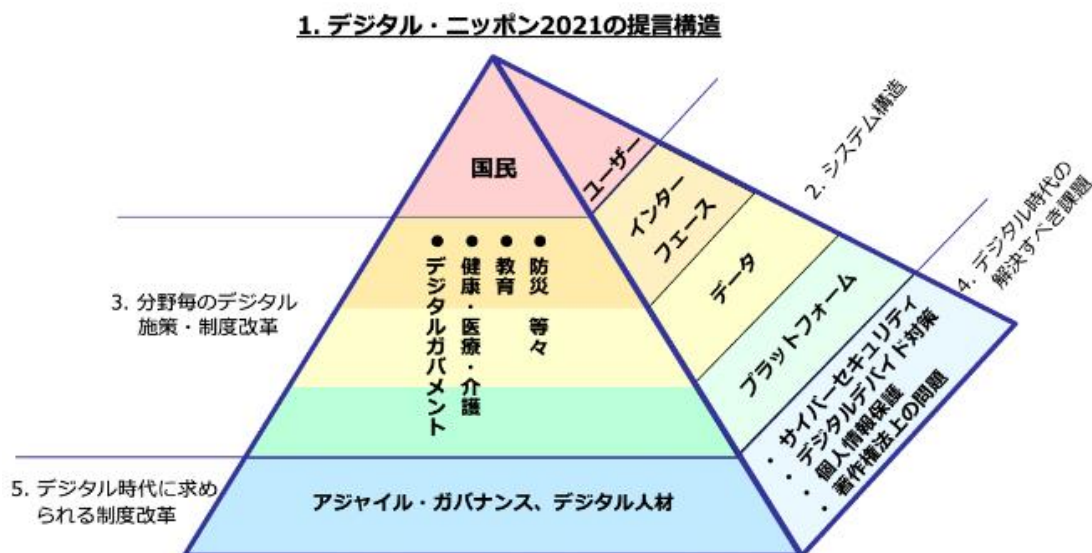 1. デジタル・ニッポン2021の提言構造
国民
ユーザー
インター
フェース
データ
プラットフォーム
2. システム構造
3. 分野毎のデジタル
施策・制度改革
● デジタルガバメント
● 健康・医療・介護
● 教育
● 防災 等々
4. デジタル時代の
解決すべき課題
・ サイバーセキュリティ
・ デジタルデバイド対策
・ 個人情報保護
・ 著作権法上の問題
5. デジタル時代に求め
られる制度改革
アジャイル・ガバナンス、デジタル人材